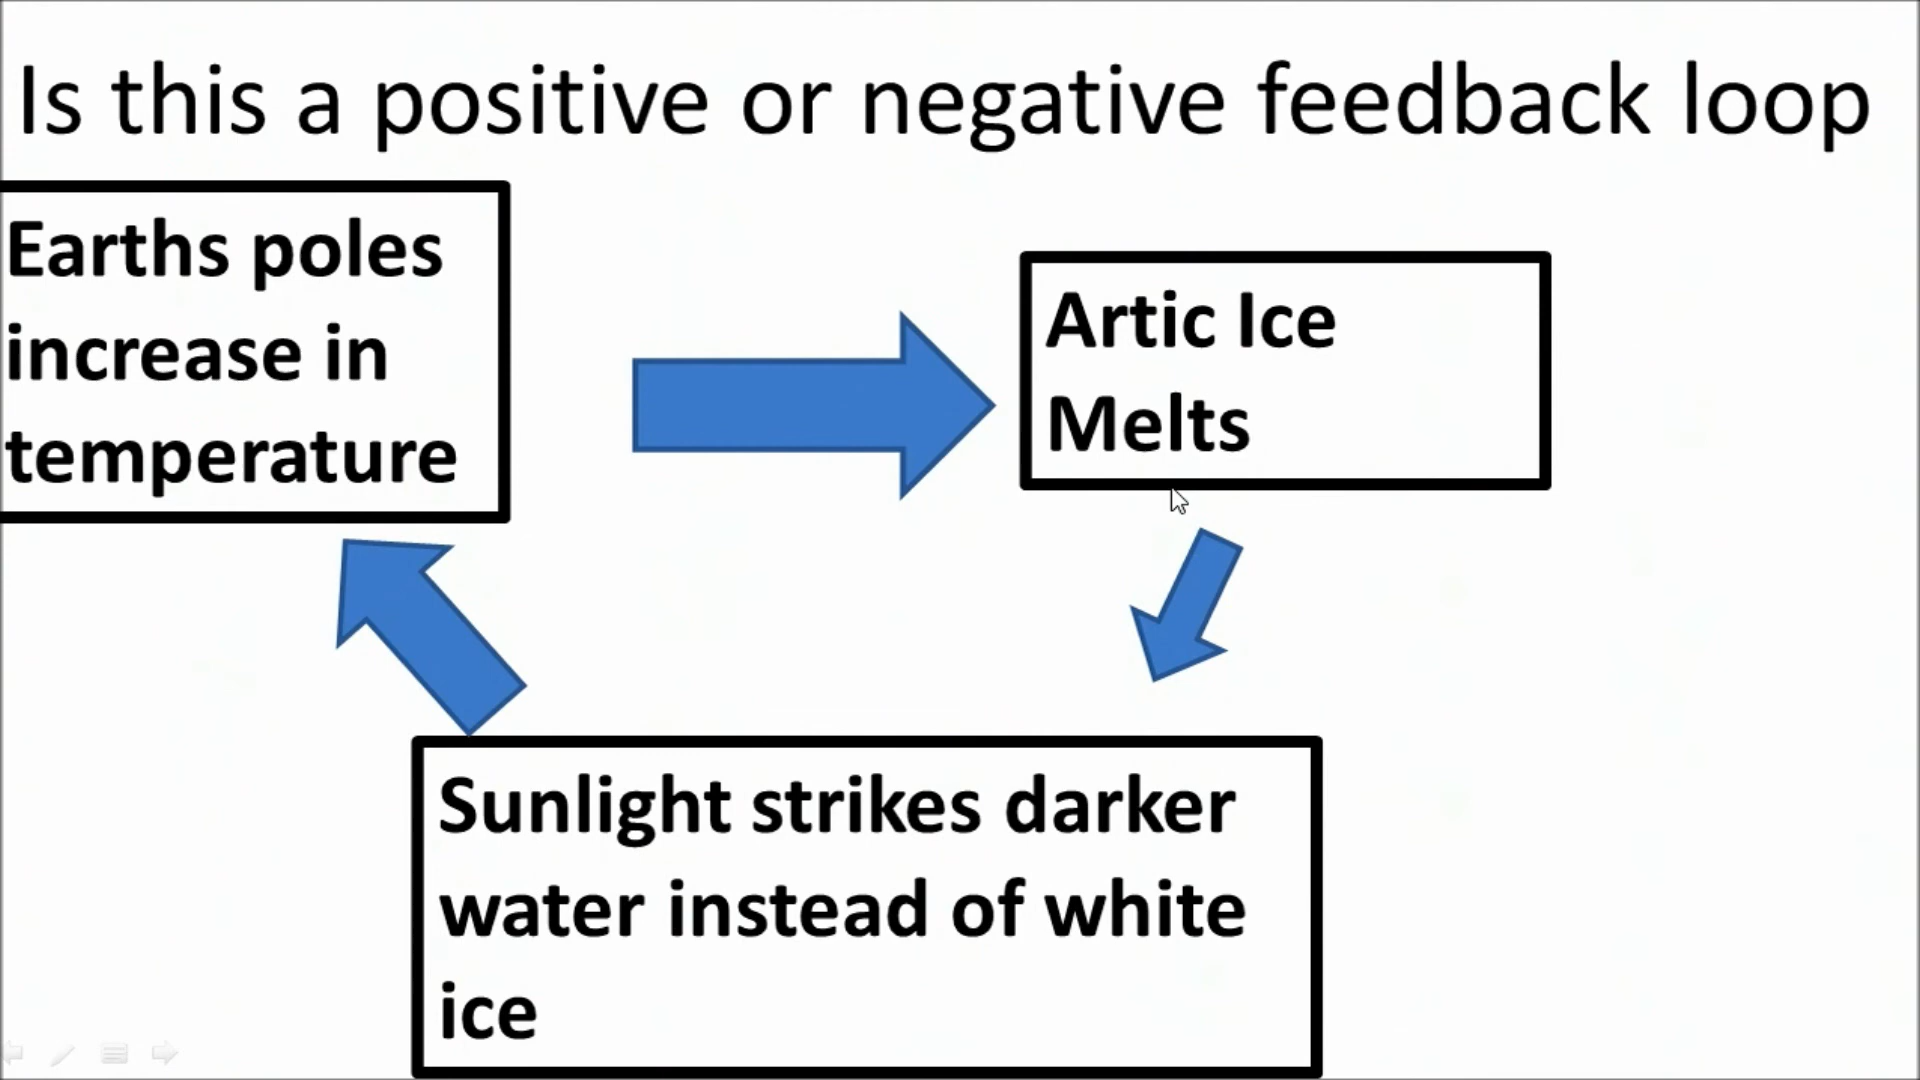 Is this a positive or negative feedback loop
Earths poles
increase in
temperature
Artic Ice
Melts
Sunlight strikes darker
water instead of white
ice